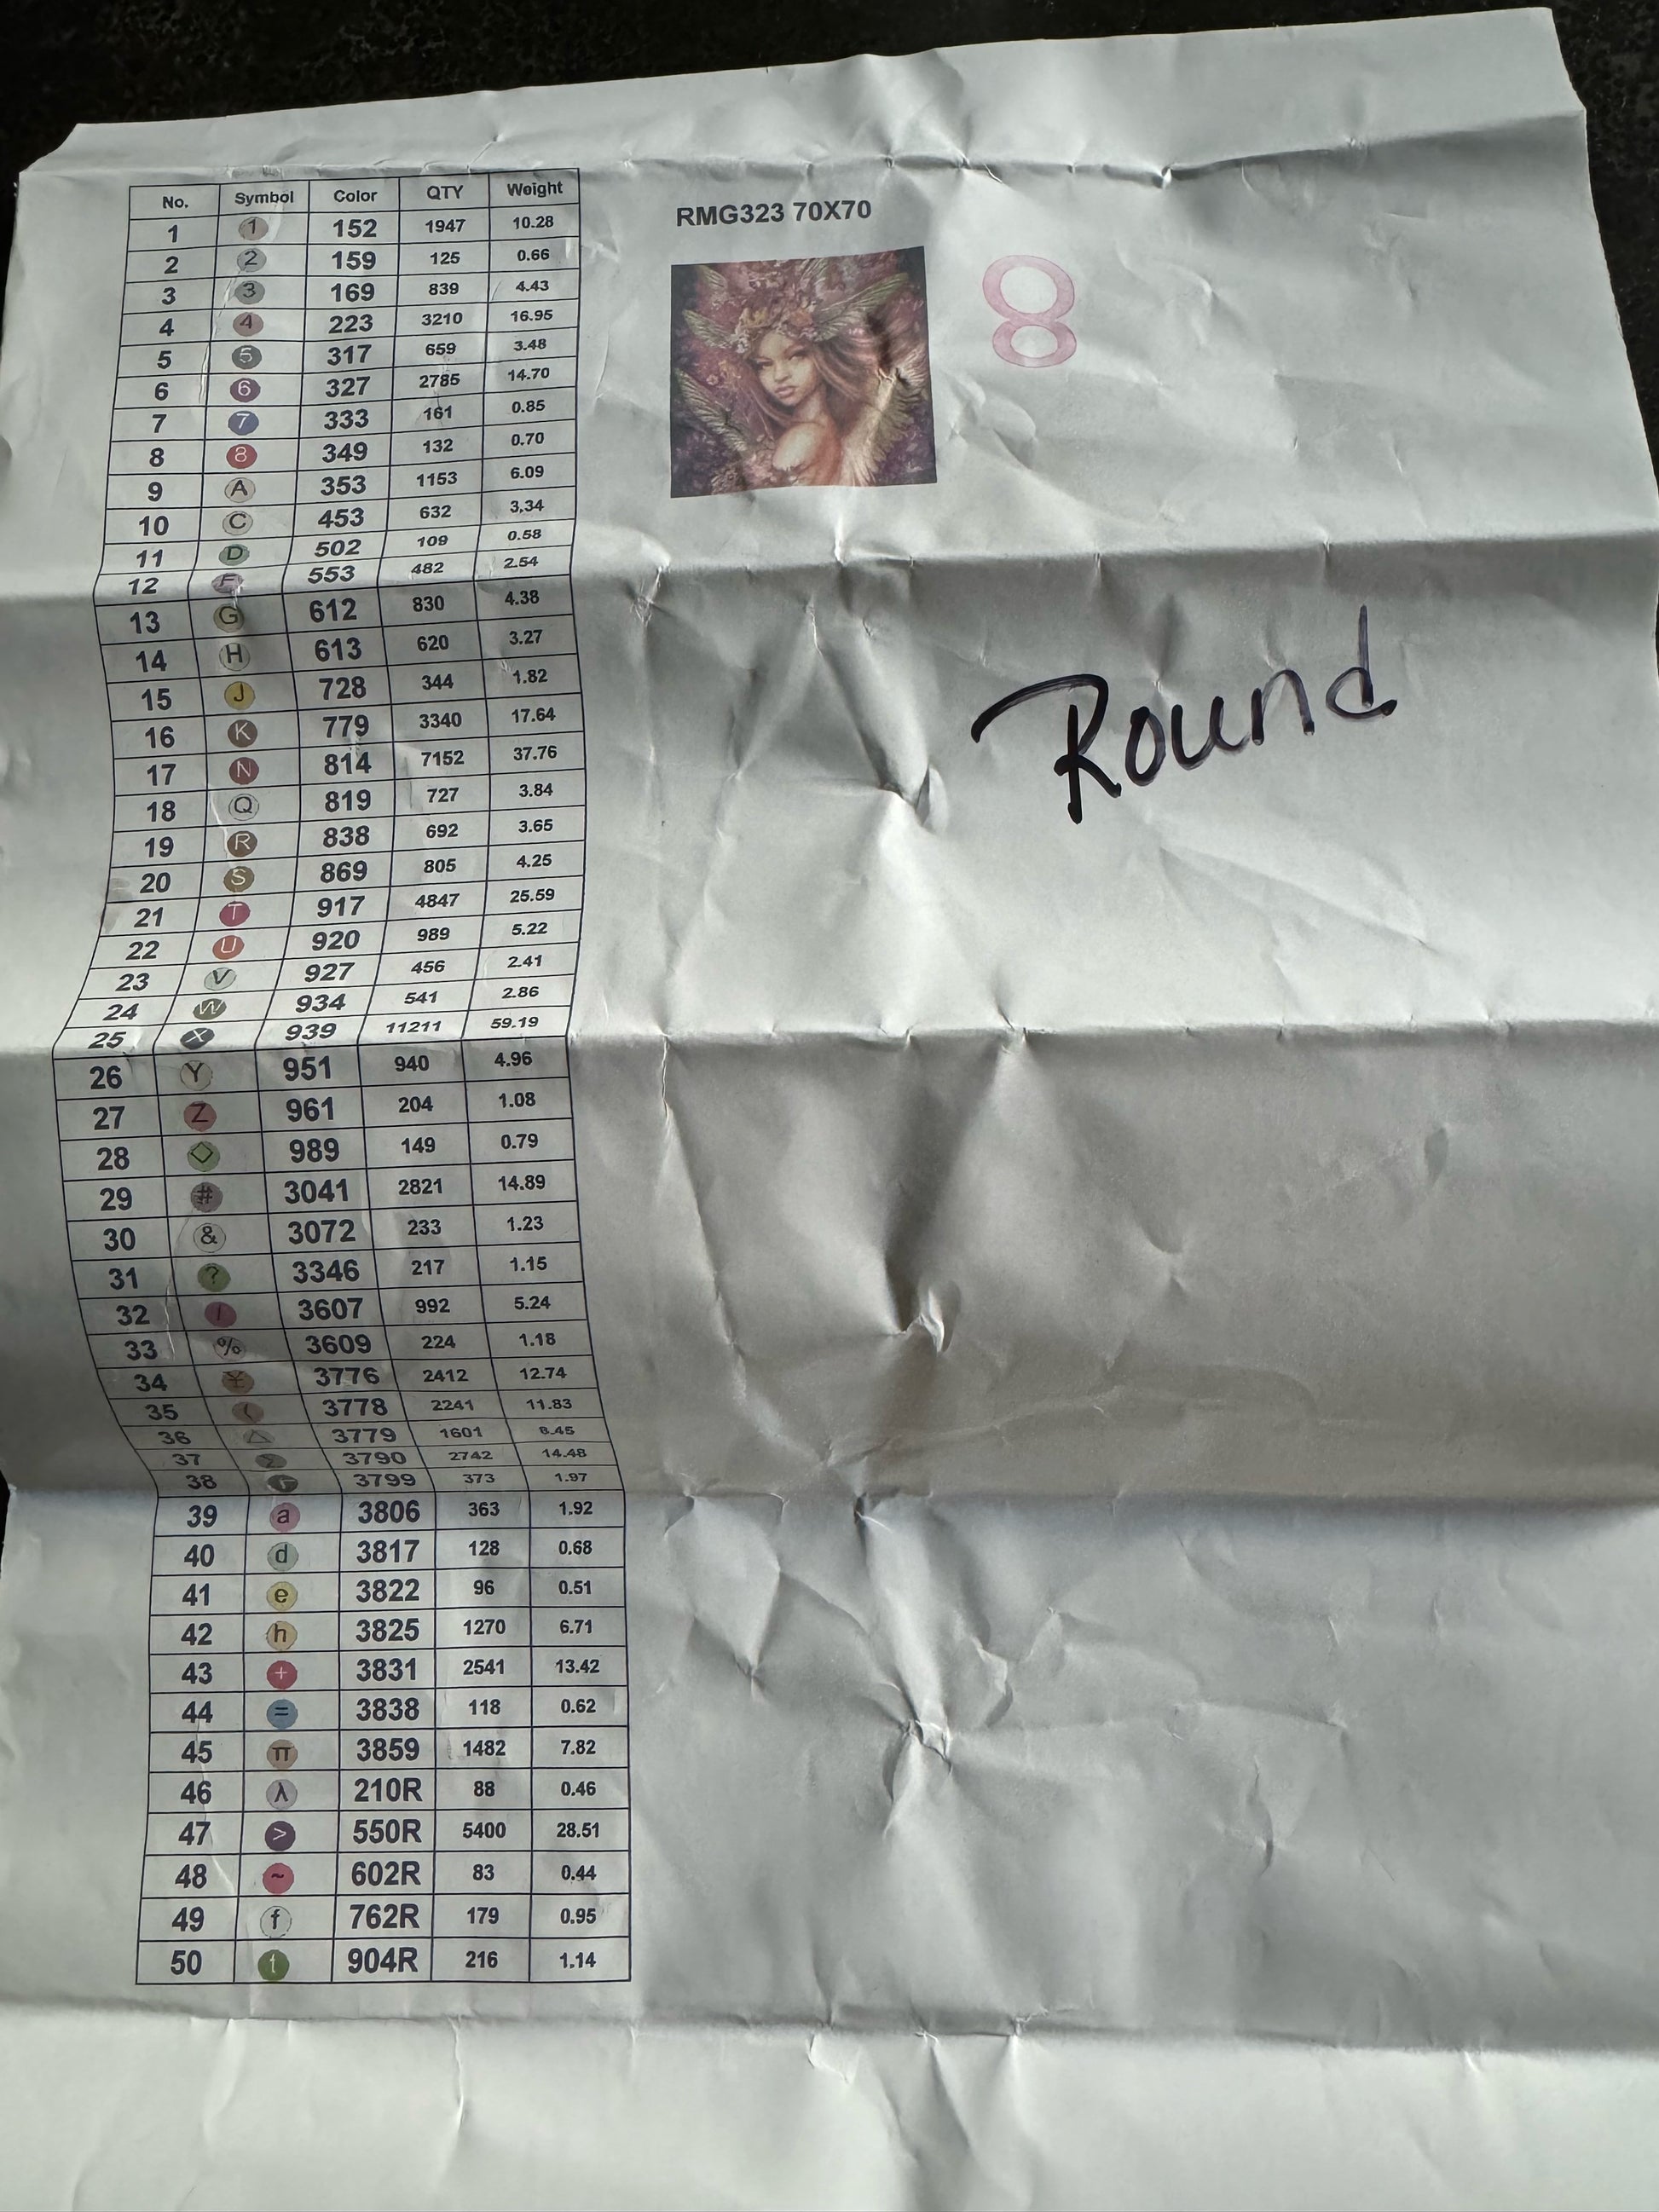 No. Symbol Color QTY Weight
1 1 152 1947 10.28
2 2 159 125 0.66
3 3 169 839 4.43
4 4 223 3210 16.95
5 5 317 659 3.48
6 6 327 2785 14.70
7 7 333 161 0.85
8 8 349 132 0.70
9 A 353 1153 6.09
10 C 453 632 3.34
11 D 502 109 0.58
12 F 553 482 2.54
13 G 612 830 4.38
14 H 613 620 3.27
15 J 728 344 1.82
16 K 779 3340 17.64
17 N 814 7152 37.76
18 Q 819 727 3.84
19 R 838 692 3.65
20 S 869 805 4.25
21 T 917 4847 25.59
22 U 920 989 5.22
23 V 927 456 2.41
24 W 934 541 2.86
25 X 939 11211 59.19
26 Y 951 940 4.96
27 Z 961 204 1.08
28 ◇ 989 149 0.79
29 # 3041 2821 14.89
30 & 3072 233 1.23
31 ? 3346 217 1.15
32 / 3607 992 5.24
33 % 3609 224 1.18
34 ¥ 3776 2412 12.74
35 ( 3778 2241 11.83
36 △ 3779 1601 8.45
37 Σ 3790 2742 14.48
38 3799 373 1.97
39 a 3806 363 1.92
40 d 3817 128 0.68
41 e 3822 96 0.51
42 h 3825 1270 6.71
43 + 3831 2541 13.42
44 = 3838 118 0.62
45 π 3859 1482 7.82
46 λ 210R 88 0.46
47 > 550R 5400 28.51
48 ~ 602R 83 0.44
49 f 762R 179 0.95
50 t 904R 216 1.14
RMG323 70X70
8
Round